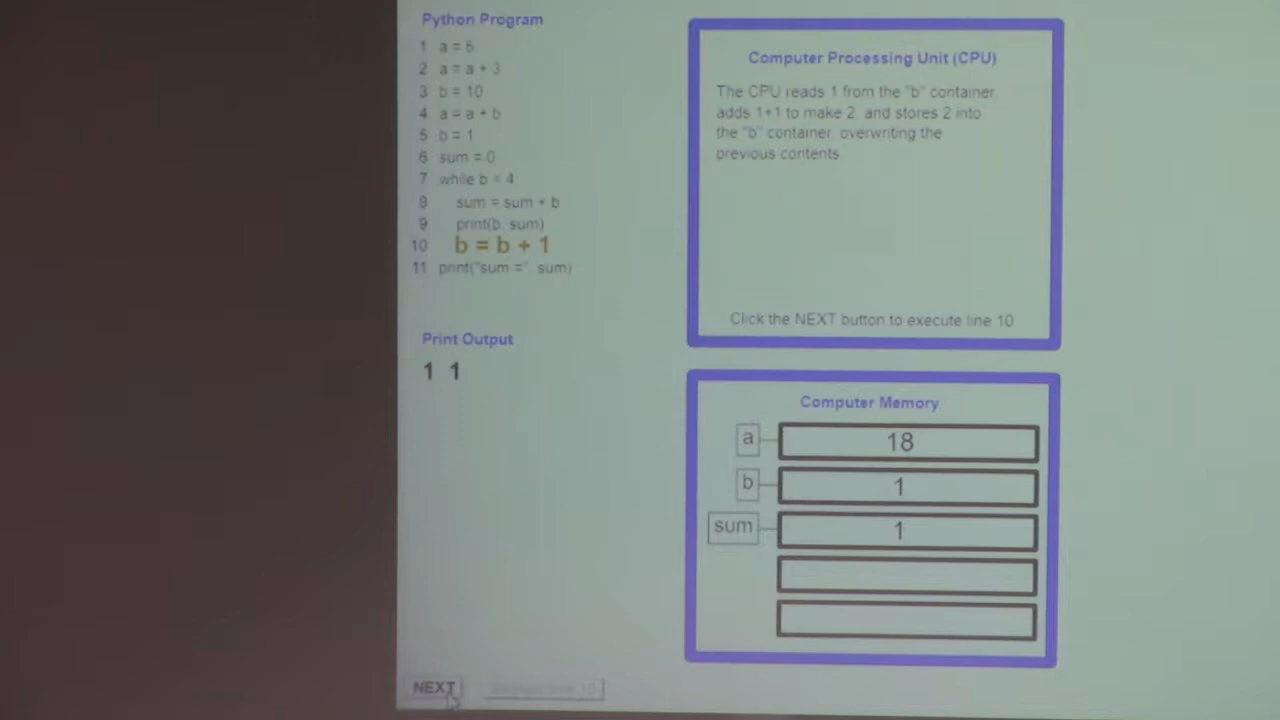 Python Program
1 a = 5
2 a = a + 3
3 b = 10
4 a = a + b
5 b = 1
6 sum = 0
7 while b < 4
8 sum = sum + b
9 print(b, sum)
10 b = b + 1
11 print("sum =", sum)
Print Output
1 1
Computer Processing Unit (CPU)
The CPU reads 1 from the "b" container,
adds 1+1 to make 2, and stores 2 into
the "b" container, overwriting the
previous contents.
Click the NEXT button to execute line 10
Computer Memory
a 18
b 1
sum 1
NEXT